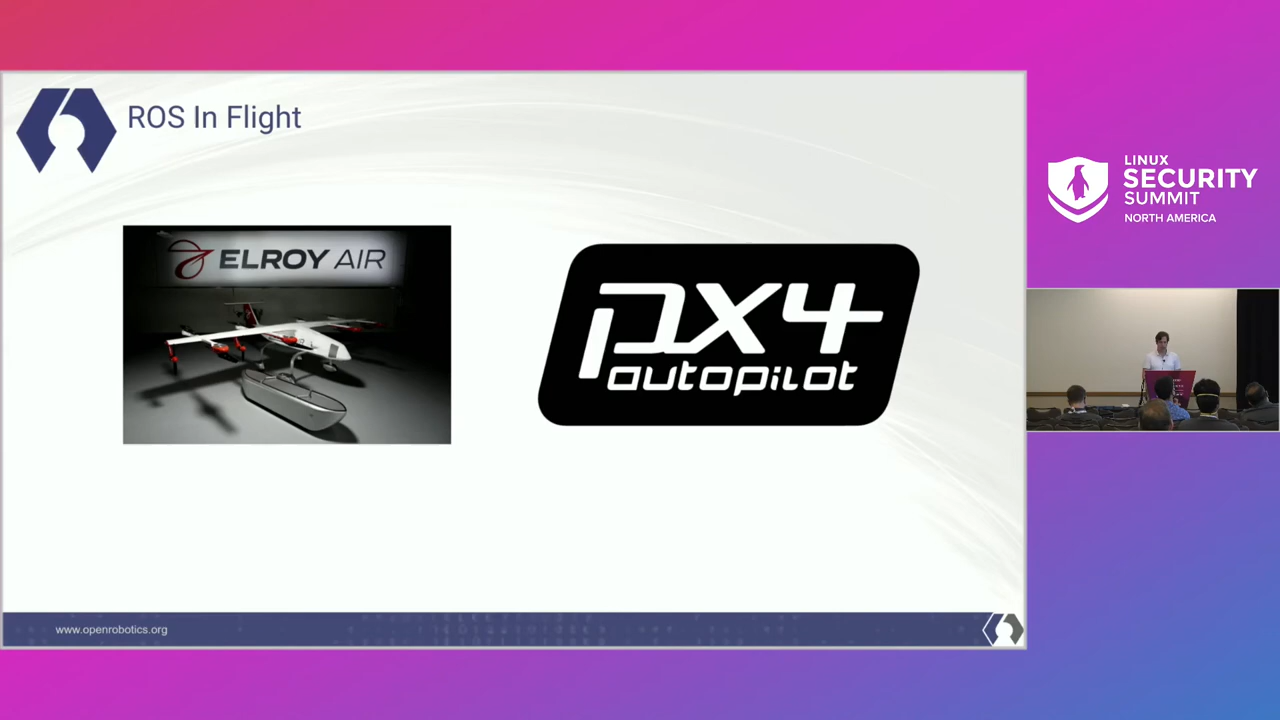 ROS In Flight
ELROY AIR
px4
autopilot
www.openrobotics.org
LINUX
SECURITY
SUMMIT
NORTH AMERICA